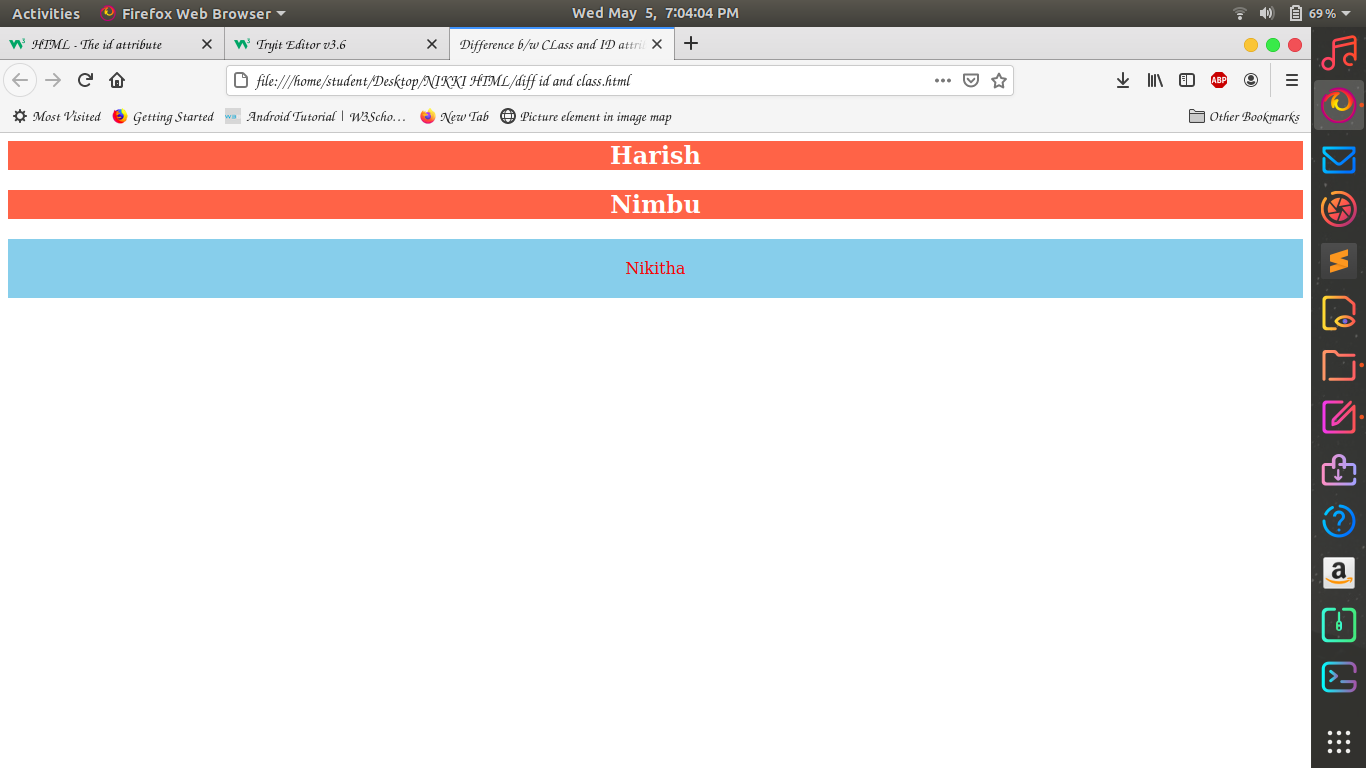 Activities Firefox Web Browser Wed May 5, 7:04:04 PM 69%
HTML - The id attribute Tryit Editor v3.6 Difference b/w CLass and ID attri
file:///home/student/Desktop/NIKKI HTML/diff id and class.html ABP
Most Visited Getting Started Android Tutorial | W3Scho… New Tab Picture element in image map Other Bookmarks
Harish
Nimbu
Nikitha